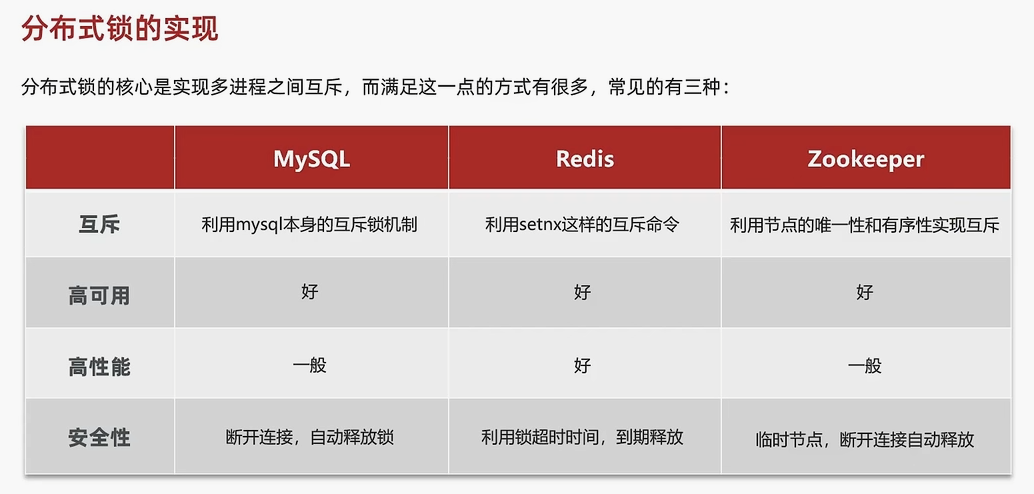 分布式锁的实现
分布式锁的核心是实现多进程之间互斥，而满足这一点的方式有很多，常见的有三种：
MySQL Redis Zookeeper
互斥 利用mysql本身的互斥锁机制 利用setnx这样的互斥命令 利用节点的唯一性和有序性实现互斥
高可用 好 好 好
高性能 一般 好 一般
安全性 断开连接，自动释放锁 利用锁超时时间，到期释放 临时节点，断开连接自动释放